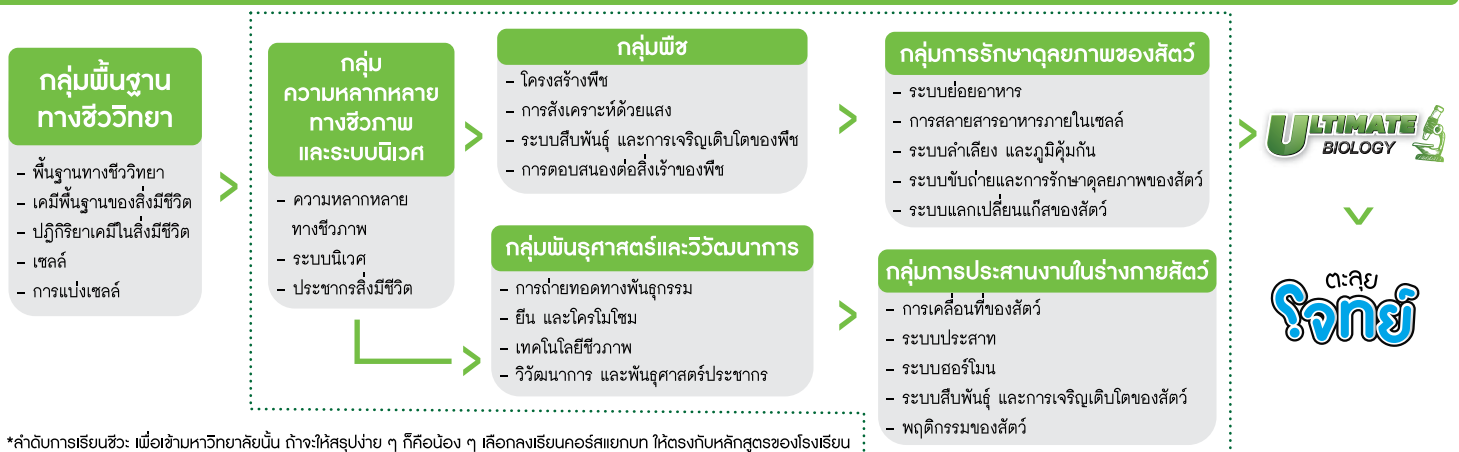 กลุ่มพื้นฐาน
ทางชีววิทยา
– พื้นฐานทางชีววิทยา
– เคมีพื้นฐานของสิ่งมีชีวิต
– ปฏิกิริยาเคมีในสิ่งมีชีวิต
– เซลล์
– การแบ่งเซลล์
กลุ่ม
ความหลากหลาย
ทางชีวภาพ
และระบบนิเวศ
– ความหลากหลาย
ทางชีวภาพ
– ระบบนิเวศ
– ประชากรสิ่งมีชีวิต
กลุ่มพืช
– โครงสร้างพืช
– การสังเคราะห์ด้วยแสง
– ระบบสืบพันธุ์ และการเจริญเติบโตของพืช
– การตอบสนองต่อสิ่งเร้าของพืช
กลุ่มพันธุศาสตร์และวิวัฒนาการ
– การถ่ายทอดทางพันธุกรรม
– ยีน และโครโมโซม
– เทคโนโลยีชีวภาพ
– วิวัฒนาการ และพันธุศาสตร์ประชากร
กลุ่มการรักษาดุลยภาพของสัตว์
– ระบบย่อยอาหาร
– การสลายสารอาหารภายในเซลล์
– ระบบลำเลียง และภูมิคุ้มกัน
– ระบบขับถ่ายและการรักษาดุลยภาพของสัตว์
– ระบบแลกเปลี่ยนแก๊สของสัตว์
กลุ่มการประสานงานในร่างกายสัตว์
– การเคลื่อนที่ของสัตว์
– ระบบประสาท
– ระบบฮอร์โมน
– ระบบสืบพันธุ์ และการเจริญเติบโตของสัตว์
– พฤติกรรมของสัตว์
ULTIMATE
BIOLOGY
ตะลุย
โจทย์
*ลำดับการเรียนชีวะ เพื่อเข้ามหาวิทยาลัยนั้น ถ้าจะให้สรุปง่าย ๆ ก็คือน้อง ๆ เลือกลงเรียนคอร์สแยกบท ให้ตรงกับหลักสูตรของโรงเรียน